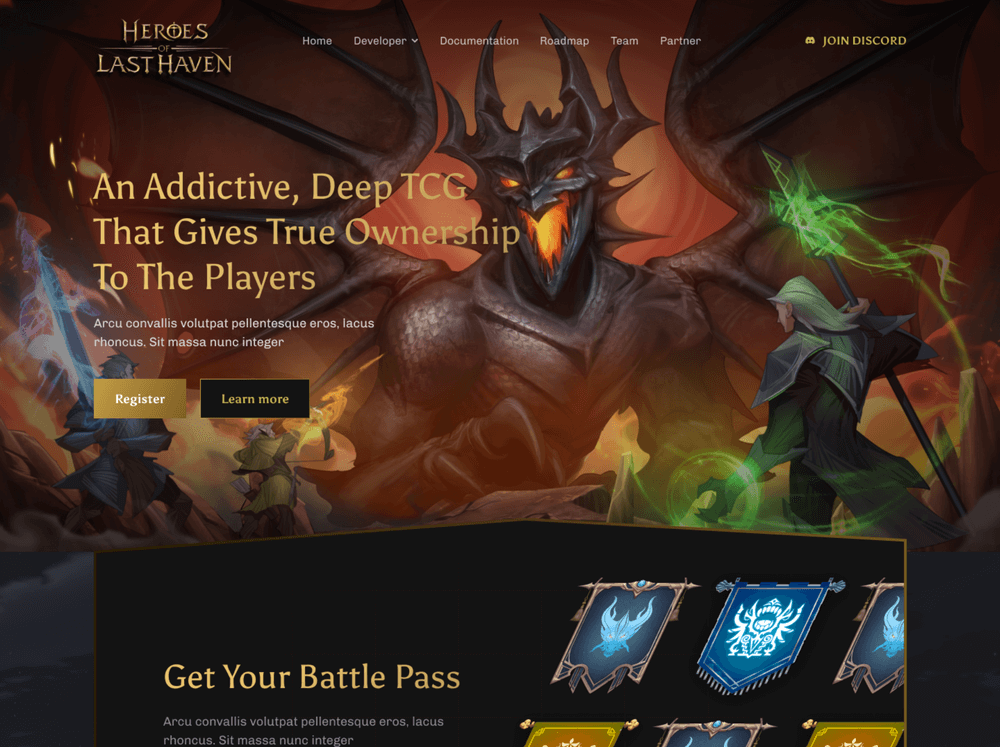 HEROES
OF
LAST HAVEN
Home Developer Documentation Roadmap Team Partner
JOIN DISCORD
An Addictive, Deep TCG
That Gives True Ownership
To The Players
Arcu convallis volutpat pellentesque eros, lacus
rhoncus. Sit massa nunc integer
Register
Learn more
Get Your Battle Pass
Arcu convallis volutpat pellentesque eros, lacus
rhoncus. Sit massa nunc integer